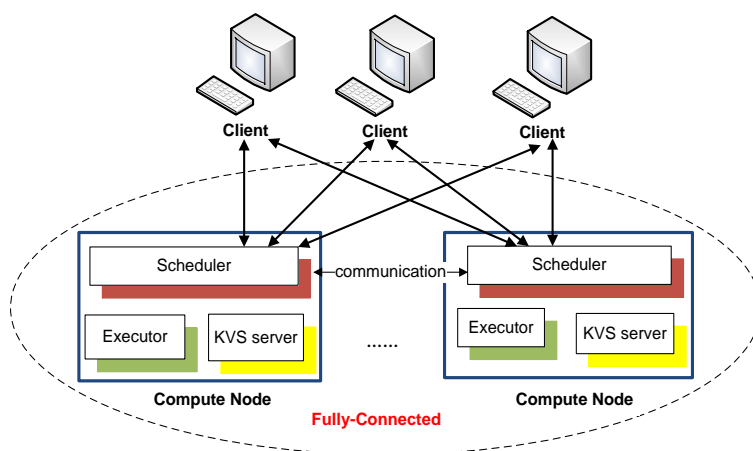 Client
Client
Client
Scheduler
communication
Scheduler
Executor
KVS server
......
Executor
KVS server
Compute Node
Compute Node
Fully-Connected